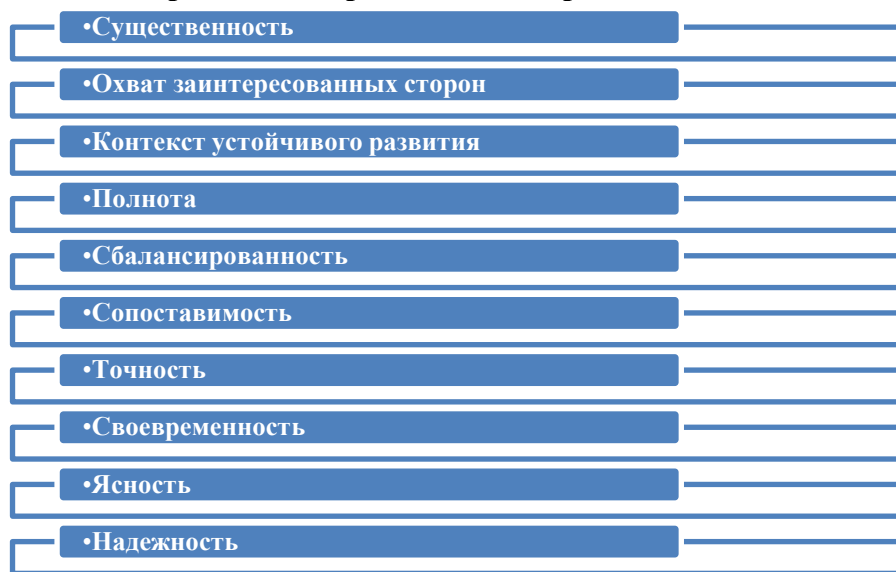 •Существенность
•Охват заинтересованных сторон
•Контекст устойчивого развития
•Полнота
•Сбалансированность
•Сопоставимость
•Точность
•Своевременность
•Ясность
•Надежность